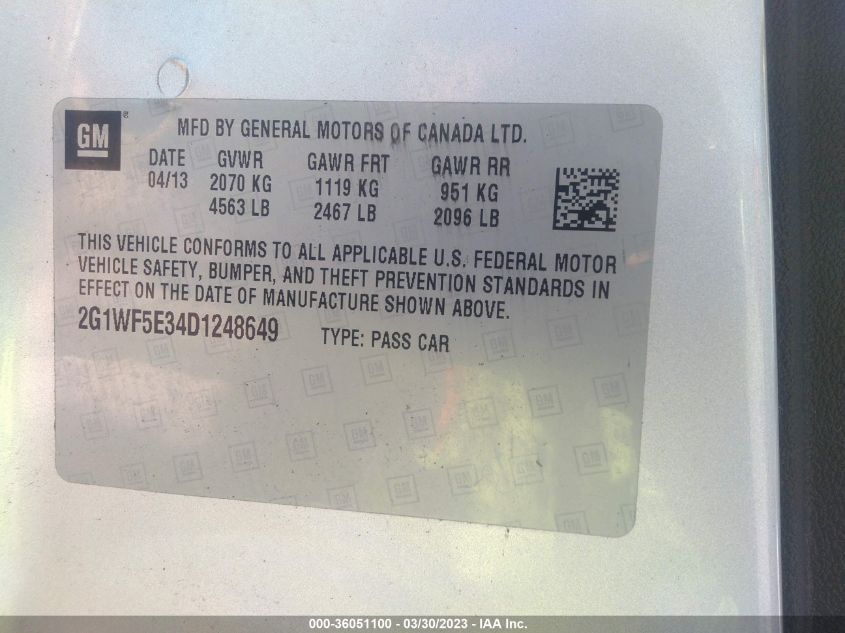 GM ®
MFD BY GENERAL MOTORS OF CANADA LTD.
DATE GVWR GAWR FRT GAWR RR
04/13 2070 KG 1119 KG 951 KG
4563 LB 2467 LB 2096 LB
THIS VEHICLE CONFORMS TO ALL APPLICABLE U.S. FEDERAL MOTOR
VEHICLE SAFETY, BUMPER, AND THEFT PREVENTION STANDARDS IN
EFFECT ON THE DATE OF MANUFACTURE SHOWN ABOVE.
2G1WF5E34D1248649 TYPE: PASS CAR
000-36051100 - 03/30/2023 - IAA Inc.